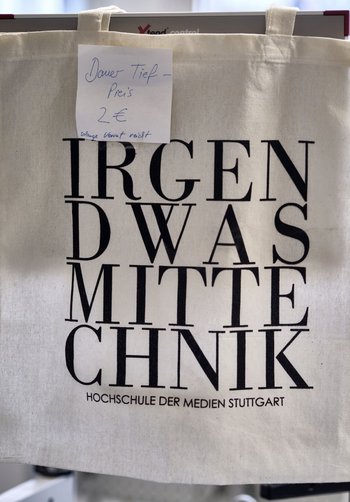 Dauer Tief-
Preis
2 €
solange Vorrat reicht
IRGEN
DWAS
MITTE
CHNIK
HOCHSCHULE DER MEDIEN STUTTGART